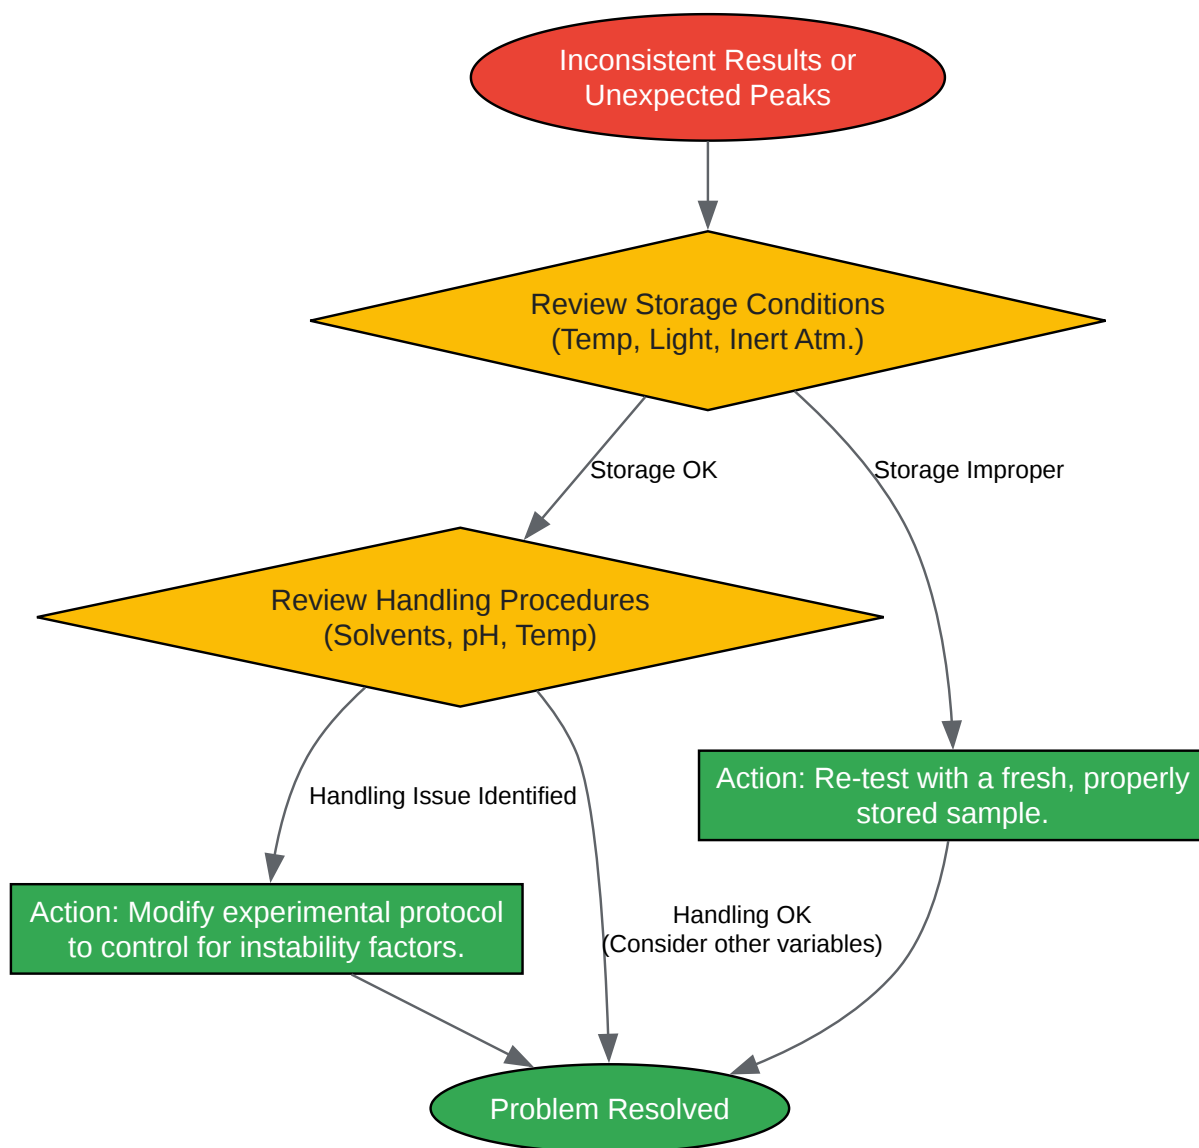 Inconsistent Results or
Unexpected Peaks
Review Storage Conditions
(Temp, Light, Inert Atm.)
Storage OK
Storage Improper
Review Handling Procedures
(Solvents, pH, Temp)
Handling Issue Identified
Action: Re-test with a fresh, properly
stored sample.
Action: Modify experimental protocol
to control for instability factors.
Handling OK
(Consider other variables)
Problem Resolved